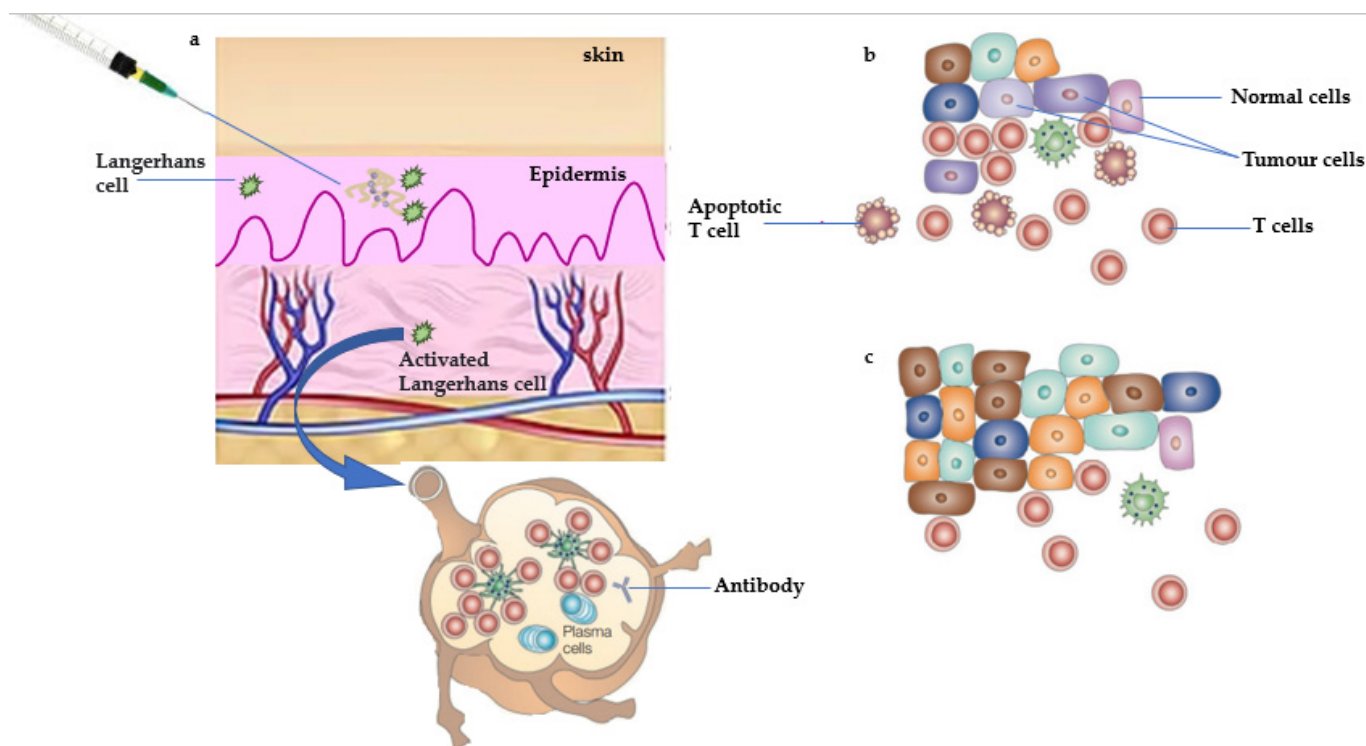 a
skin
Langerhans
cell
Epidermis
Activated
Langerhans cell
Plasma
cells
Antibody
b
Normal cells
Tumour cells
Apoptotic
T cell
T cells
c